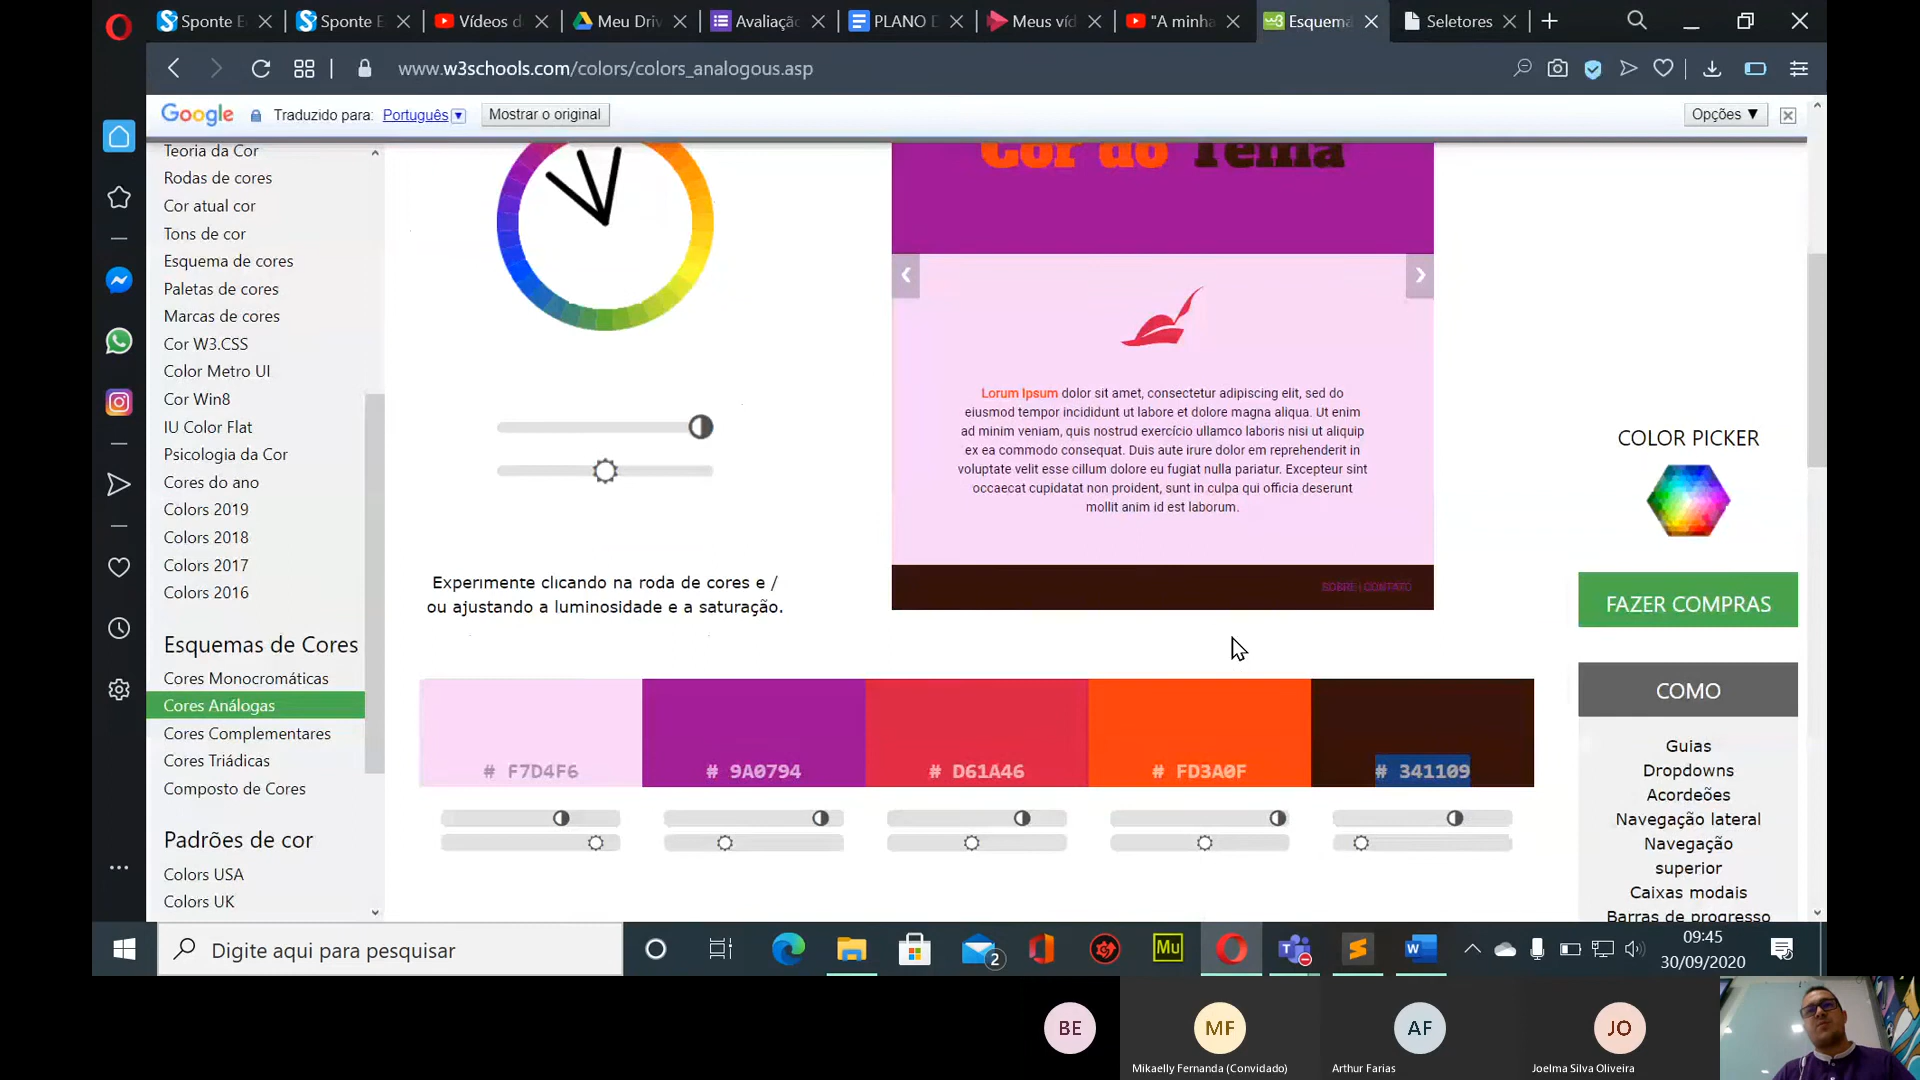 Sponte E
Sponte E
Vídeos d
Meu Driv
Avaliaçã
PLANO D
Meus víd
"A minha
Esquema
Seletores
www.w3schools.com/colors/colors_analogous.asp
Google
Traduzido para:
Português
Mostrar o original
Opções ▼
Teoria da Cor
Rodas de cores
Cor atual cor
Tons de cor
Esquema de cores
Paletas de cores
Marcas de cores
Cor W3.CSS
Color Metro UI
Cor Win8
IU Color Flat
Psicologia da Cor
Cores do ano
Colors 2019
Colors 2018
Colors 2017
Colors 2016
Esquemas de Cores
Cores Monocromáticas
Cores Análogas
Cores Complementares
Cores Triádicas
Composto de Cores
Padrões de cor
Colors USA
Colors UK
Experimente clicando na roda de cores e /
ou ajustando a luminosidade e a saturação.
Cor do Tema
Lorum Ipsum dolor sit amet, consectetur adipiscing elit, sed do
eiusmod tempor incididunt ut labore et dolore magna aliqua. Ut enim
ad minim veniam, quis nostrud exercício ullamco laboris nisi ut aliquip
ex ea commodo consequat. Duis aute irure dolor em reprehenderit in
voluptate velit esse cillum dolore eu fugiat nulla pariatur. Excepteur sint
occaecat cupidatat non proident, sunt in culpa qui officia deserunt
mollit anim id est laborum.
SOBRE | CONTATO
# F7D4F6
# 9A0794
# D61A46
# FD3A0F
# 341109
COLOR PICKER
FAZER COMPRAS
COMO
Guias
Dropdowns
Acordeões
Navegação lateral
Navegação
superior
Caixas modais
Barras de progresso
Digite aqui para pesquisar
2
Mu
09:45
30/09/2020
BE
MF
AF
JO
Mikaelly Fernanda (Convidado)
Arthur Farias
Joelma Silva Oliveira